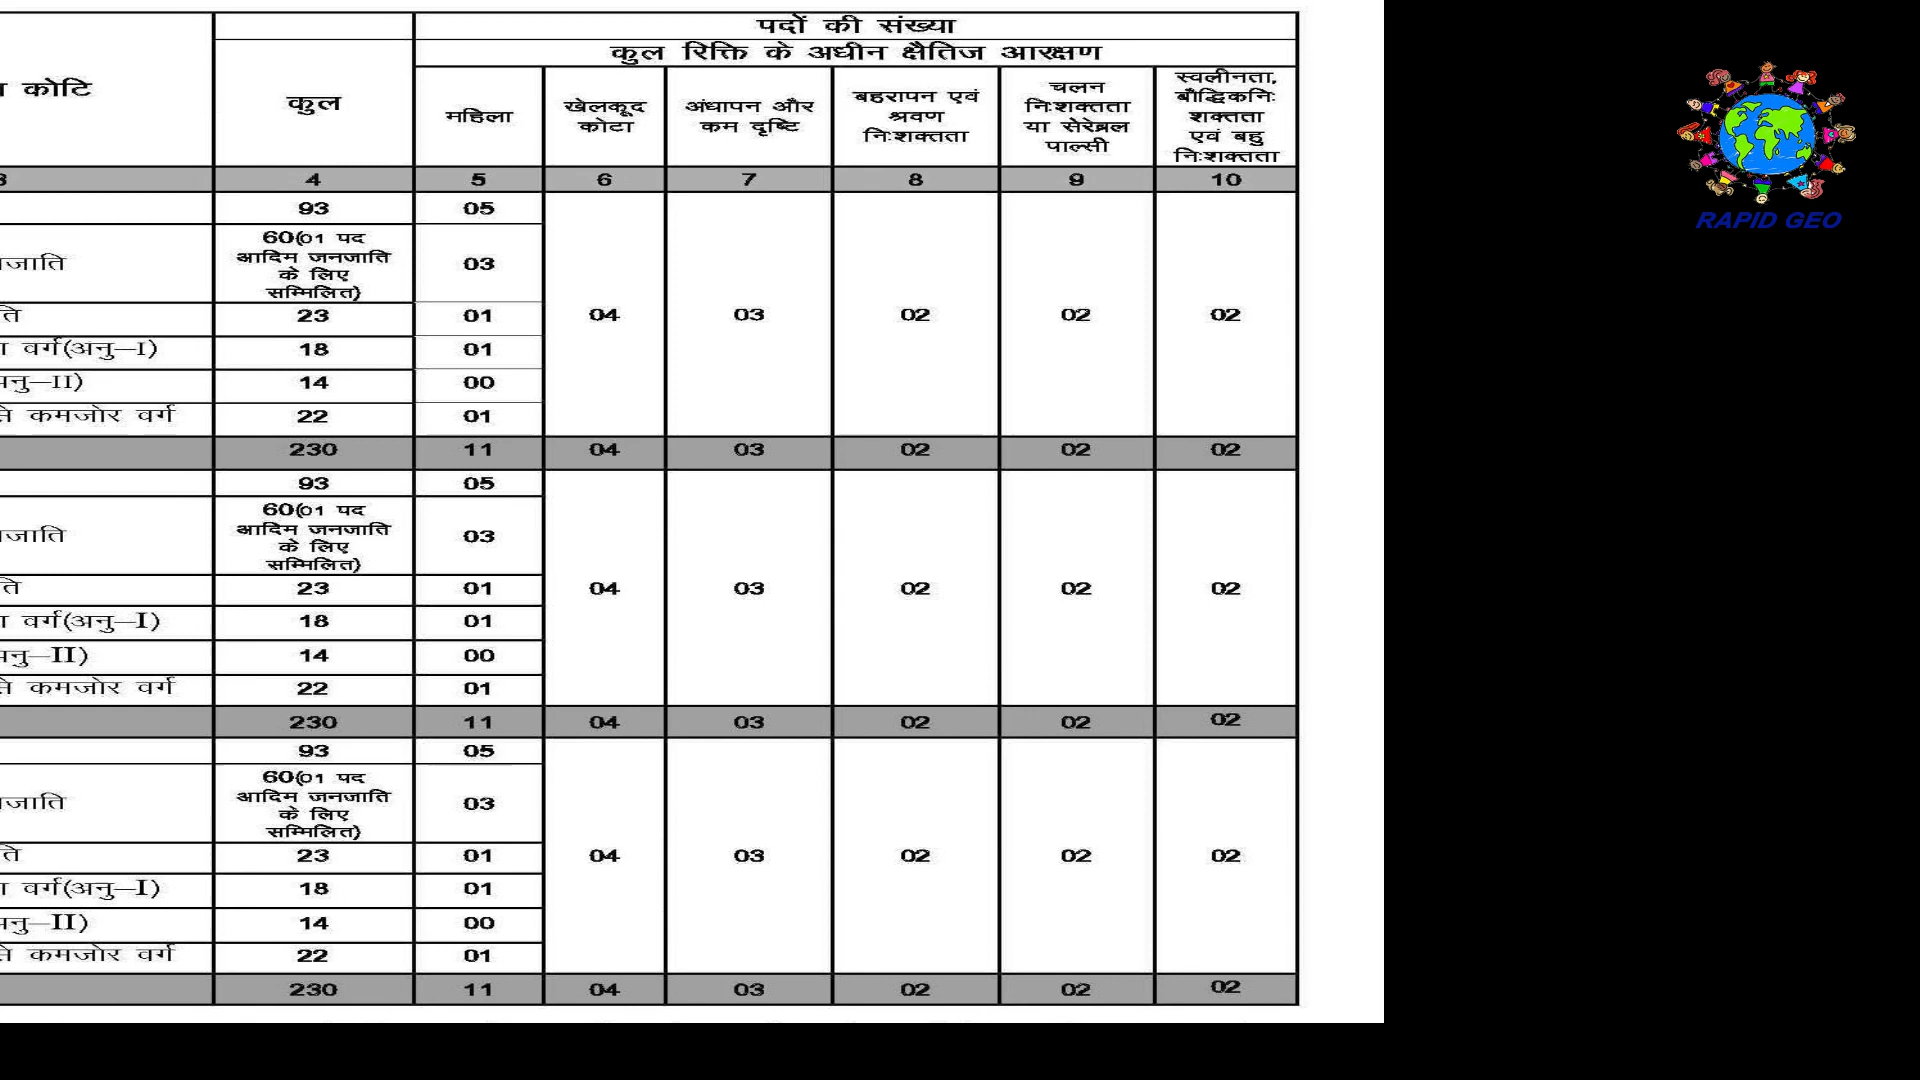 पदों की संख्या
कुल रिक्ति के अधीन क्षैतिज आरक्षण
कोटि
कुल
महिला
खेलकूद
कोटा
अंधापन और
कम दृष्टि
बहरापन एवं
श्रवण
निःशक्तता
चलन
निःशक्तता
या सेरेब्रल
पाल्सी
स्वलीनता,
बौद्धिकनिः
शक्तता
एवं बहु
निःशक्तता
4 5 6 7 8 9 10
93 05
60(01 पद
आदिम जनजाति
के लिए
सम्मिलित)
03
23 01 04 03 02 02 02
वर्ग(अनु–I) 18 01
14 00
कमजोर वर्ग 22 01
230 11 04 03 02 02 02
93 05
60(01 पद
आदिम जनजाति
के लिए
सम्मिलित)
03
23 01 04 03 02 02 02
वर्ग(अनु–I) 18 01
14 00
कमजोर वर्ग 22 01
230 11 04 03 02 02 02
93 05
60(01 पद
आदिम जनजाति
के लिए
सम्मिलित)
03
23 01 04 03 02 02 02
वर्ग(अनु–I) 18 01
14 00
कमजोर वर्ग 22 01
230 11 04 03 02 02 02
RAPID GEO